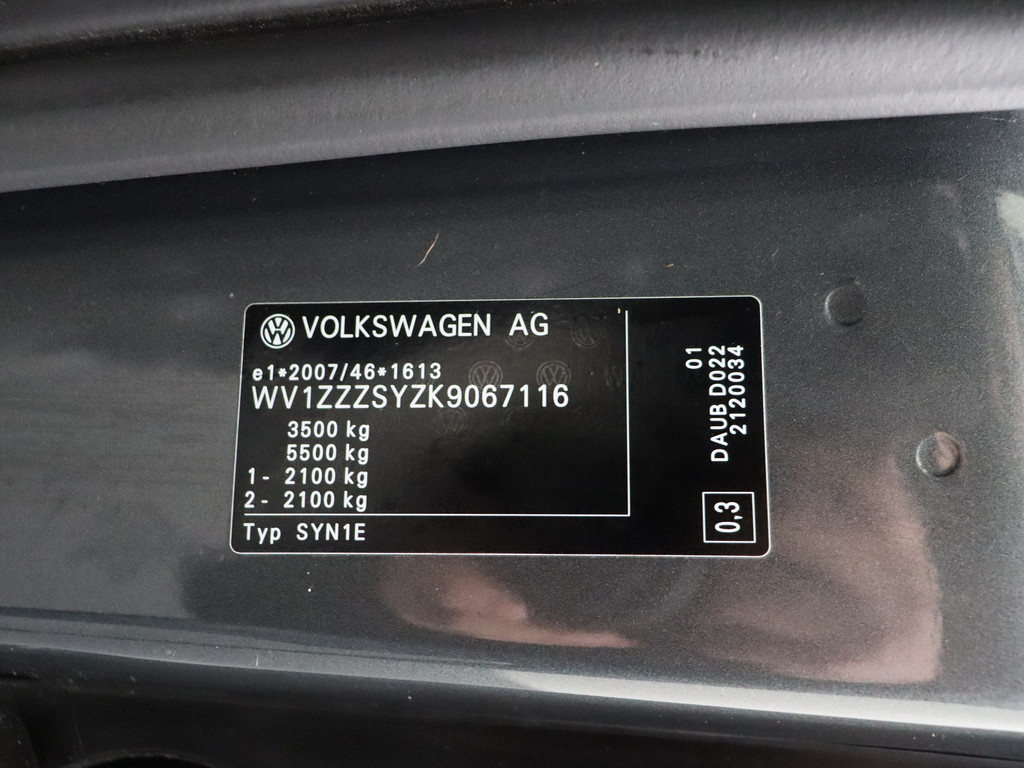 VOLKSWAGEN AG
e1*2007/46*1613
WV1ZZZSYZK9067116
3500 kg
5500 kg
1- 2100 kg
2- 2100 kg
Typ SYN1E
01
DAUB D022
2120034
0,3